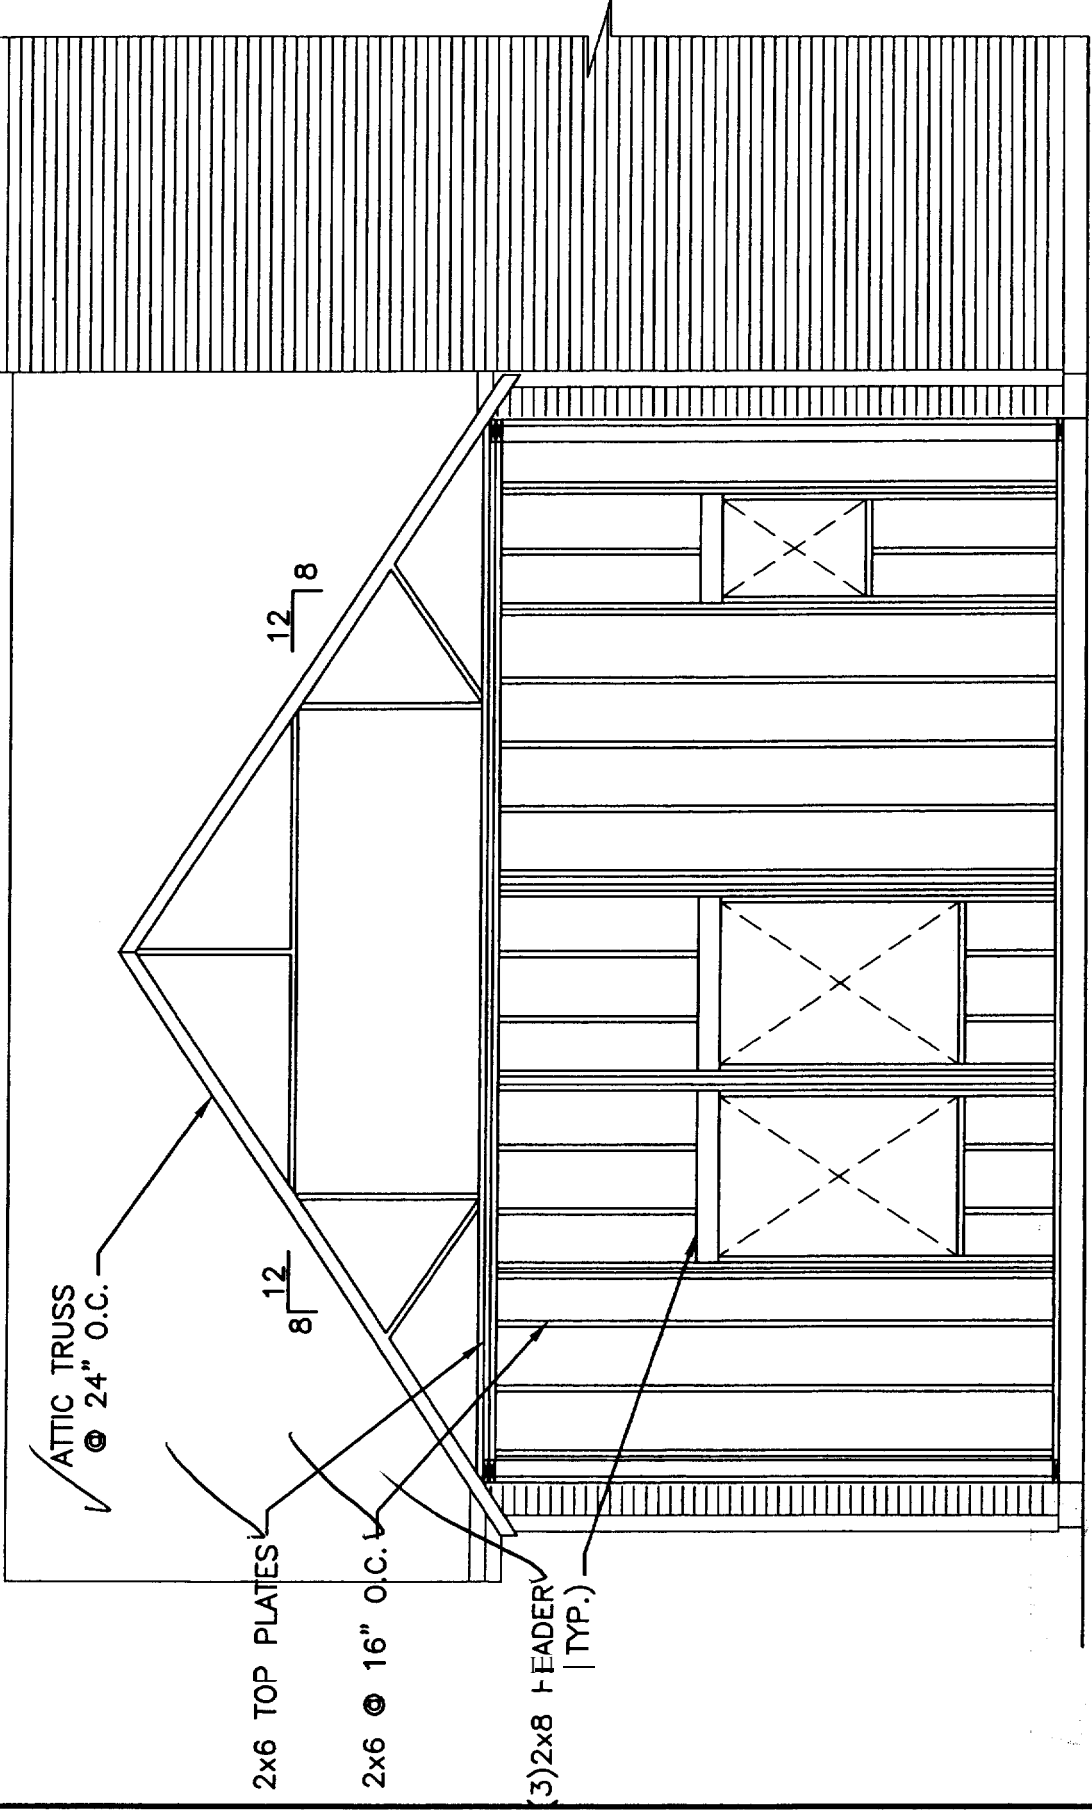 ATTIC TRUSS
@ 24" O.C.
12
8
8
12
2x6 TOP PLATES
2x6 @ 16" O.C.
(3)2x8 HEADER
(TYP.)